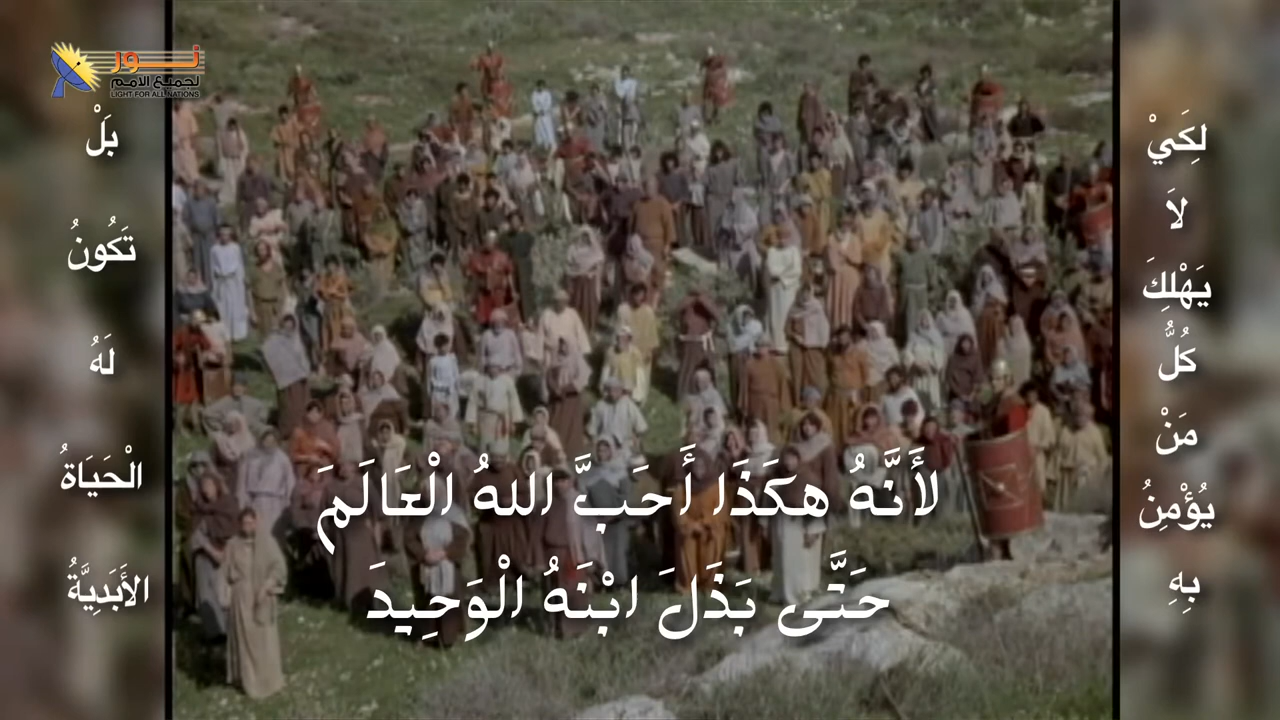 نور
لجميع الأمم
LIGHT FOR ALL NATIONS
لأَنَّهُ هكَذَا أَحَبَّ اللهُ الْعَالَمَ
حَتَّى بَذَلَ ابْنَهُ الْوَحِيدَ
لِكَيْ
لاَ
يَهْلِكَ
كُلُّ
مَنْ
يُؤْمِنُ
بِهِ
بَلْ
تَكُونُ
لَهُ
الْحَيَاةُ
الأَبَدِيَّةُ